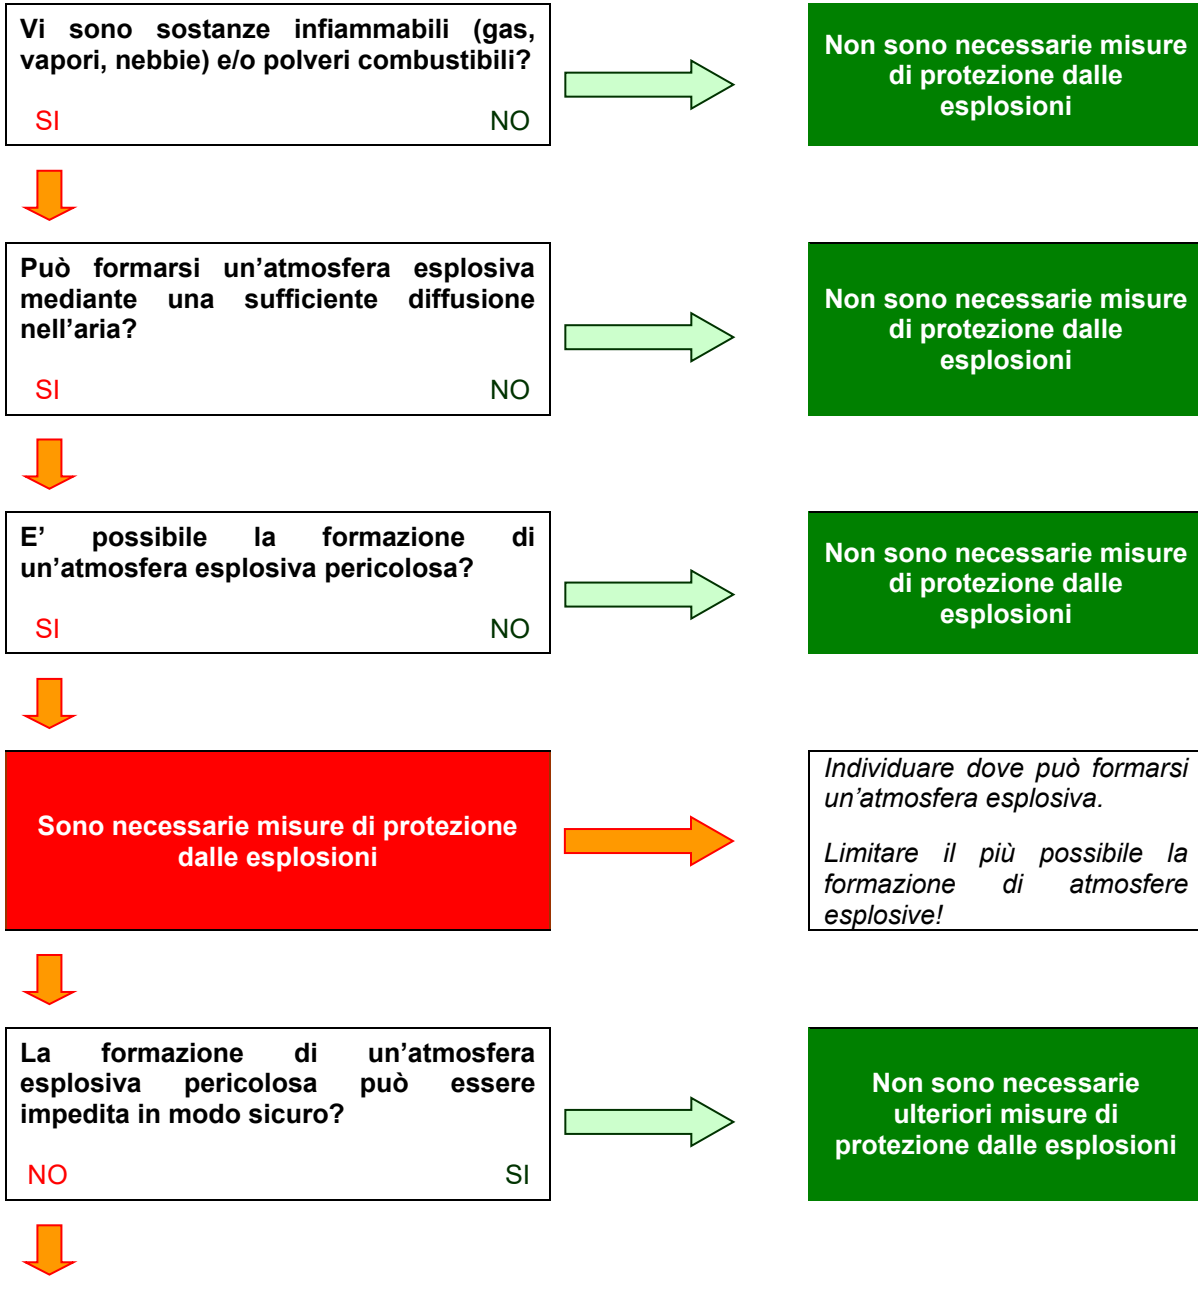 Vi sono sostanze infiammabili (gas,
vapori, nebbie) e/o polveri combustibili?
SI NO
Non sono necessarie misure
di protezione dalle
esplosioni
Può formarsi un’atmosfera esplosiva
mediante una sufficiente diffusione
nell’aria?
SI NO
Non sono necessarie misure
di protezione dalle
esplosioni
E’ possibile la formazione di
un’atmosfera esplosiva pericolosa?
SI NO
Non sono necessarie misure
di protezione dalle
esplosioni
Sono necessarie misure di protezione
dalle esplosioni
Individuare dove può formarsi
un’atmosfera esplosiva.
Limitare il più possibile la
formazione di atmosfere
esplosive!
La formazione di un’atmosfera
esplosiva pericolosa può essere
impedita in modo sicuro?
NO SI
Non sono necessarie
ulteriori misure di
protezione dalle esplosioni